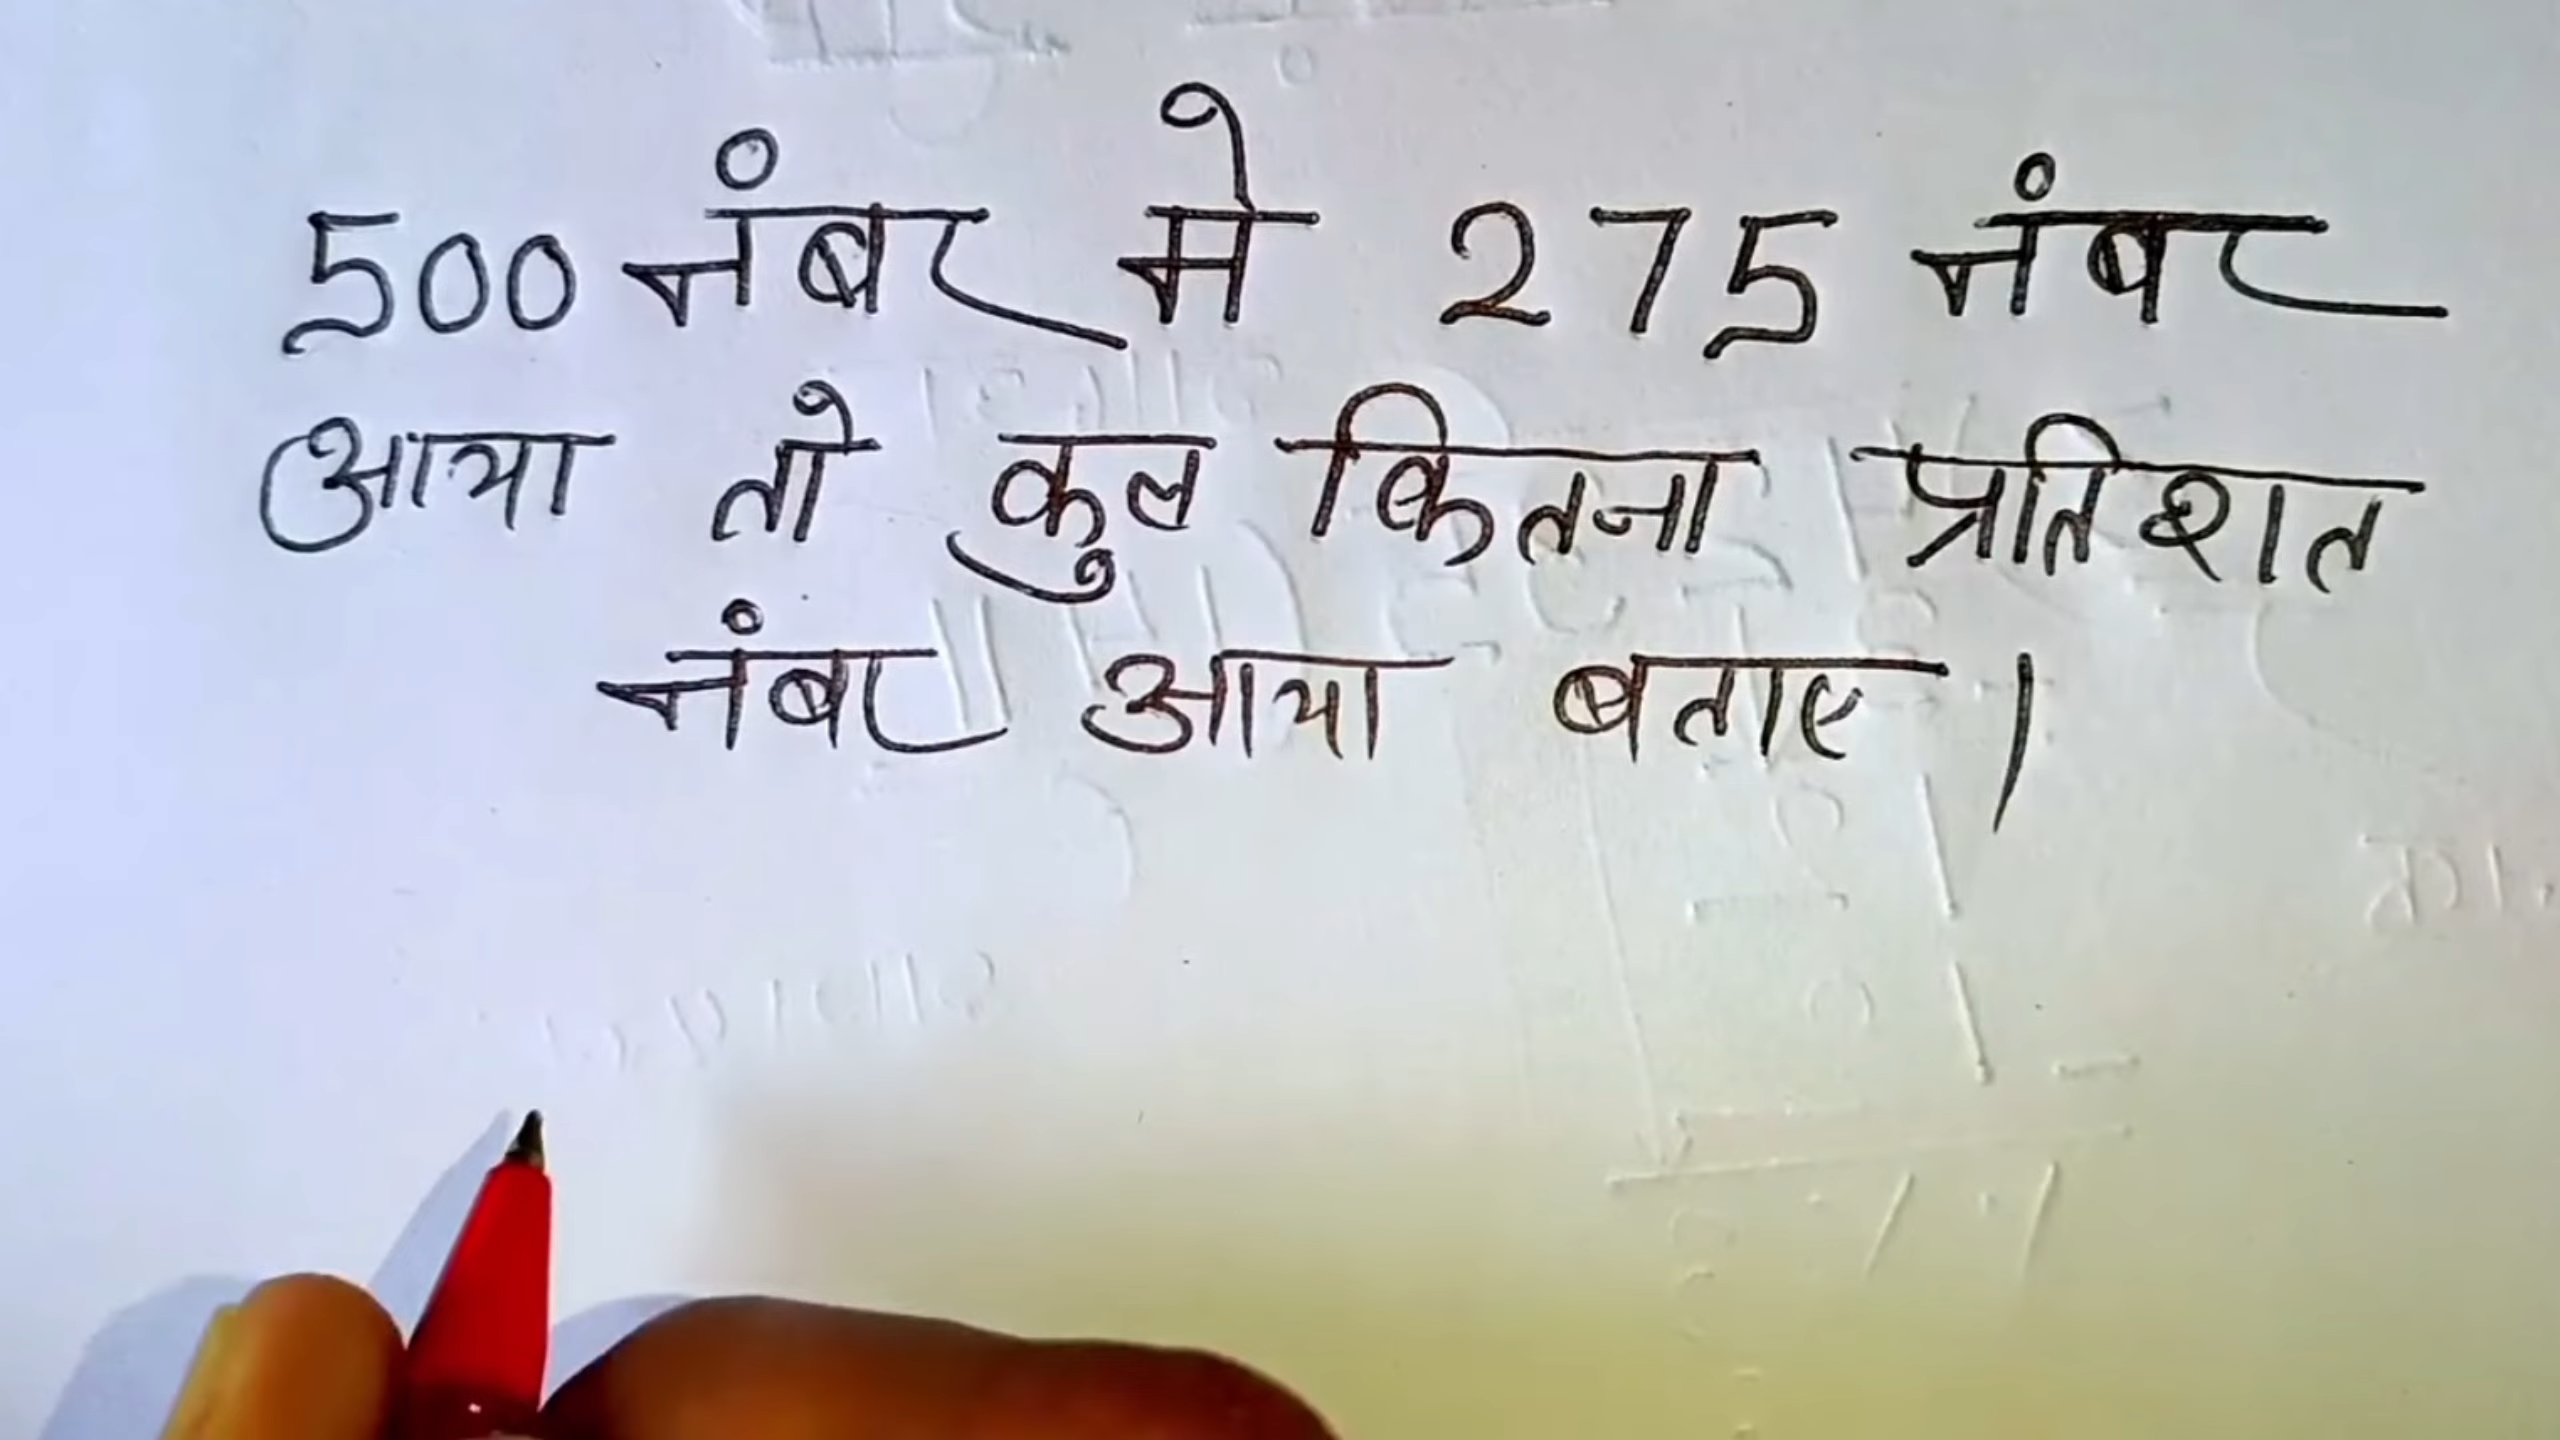 500 नंबर मे 275 नंबर
आया तो कुल कितना प्रतिशत
नंबर आया बताए।